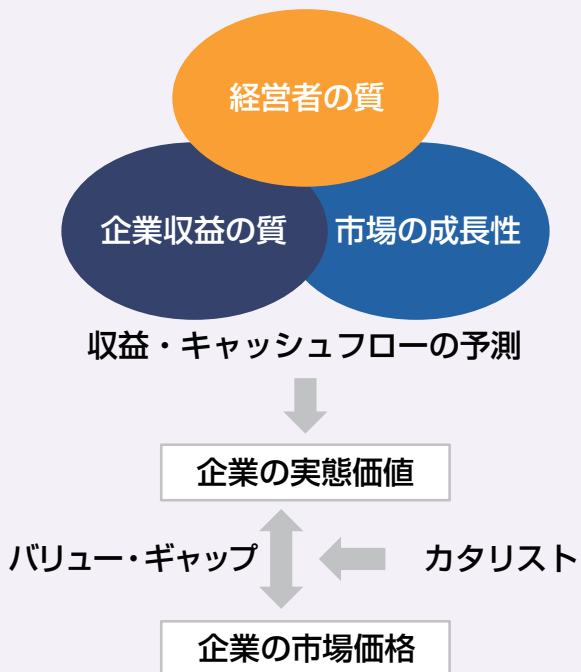 経営者の質
企業収益の質
市場の成長性
収益・キャッシュフローの予測
企業の実態価値
バリュー・ギャップ
カタリスト
企業の市場価格